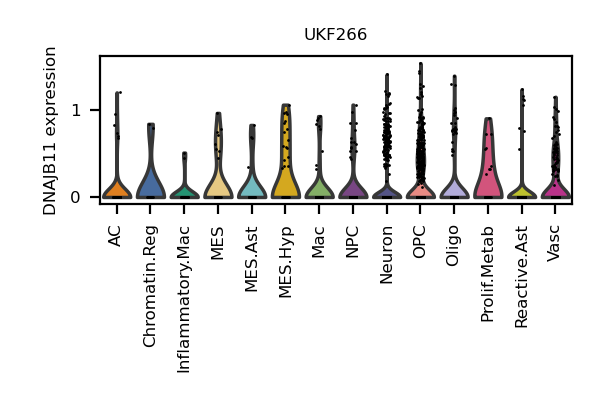 UKF266
DNAJB11 expression
1
0
AC
Chromatin.Reg
Inflammatory.Mac
MES
MES.Ast
MES.Hyp
Mac
NPC
Neuron
OPC
Oligo
Prolif.Metab
Reactive.Ast
Vasc